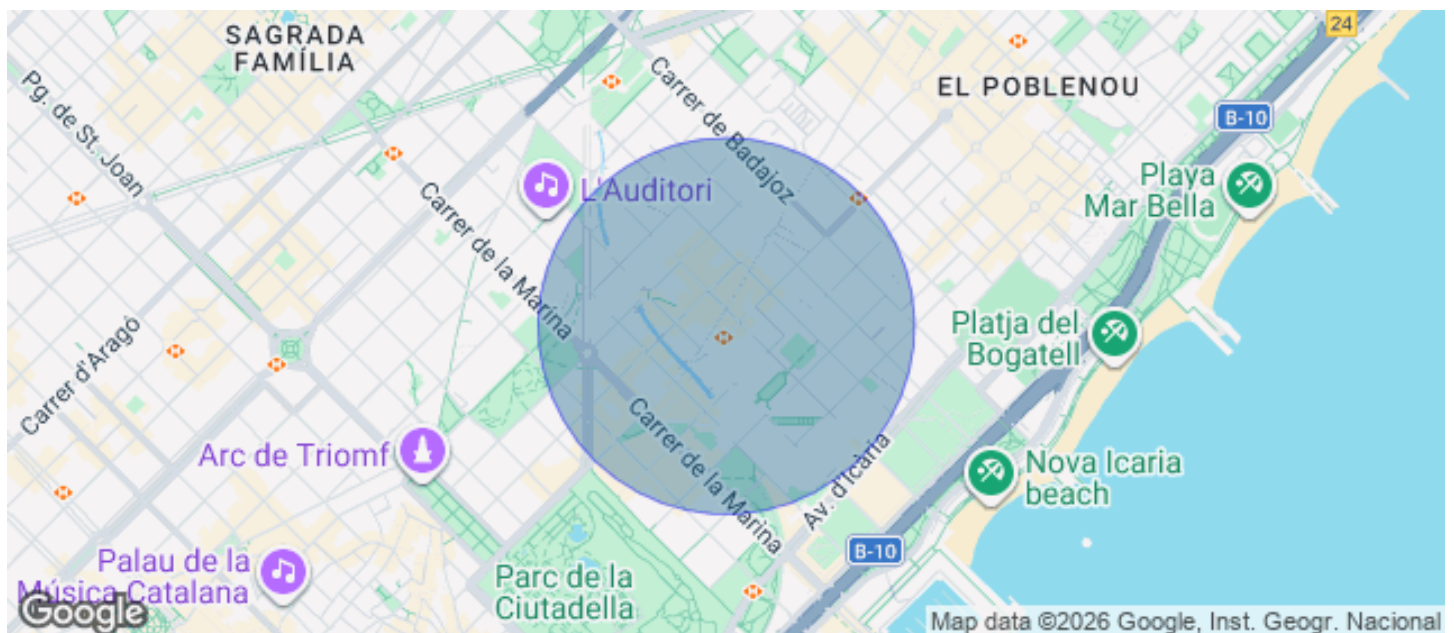 SAGRADA
FAMÍLIA
24
Carrer de Badajoz
EL POBLENOU
Pg. de St. Joan
B-10
L'Auditori
Playa
Mar Bella
Carrer de la Marina
Platja del
Bogatell
Carrer d'Aragó
Arc de Triomf
Carrer de la Marina
Av. d'Icària
Nova Icaria
beach
B-10
Palau de la
Música Catalana
Parc de la
Ciutadella
Google
Map data ©2026 Google, Inst. Geogr. Nacional